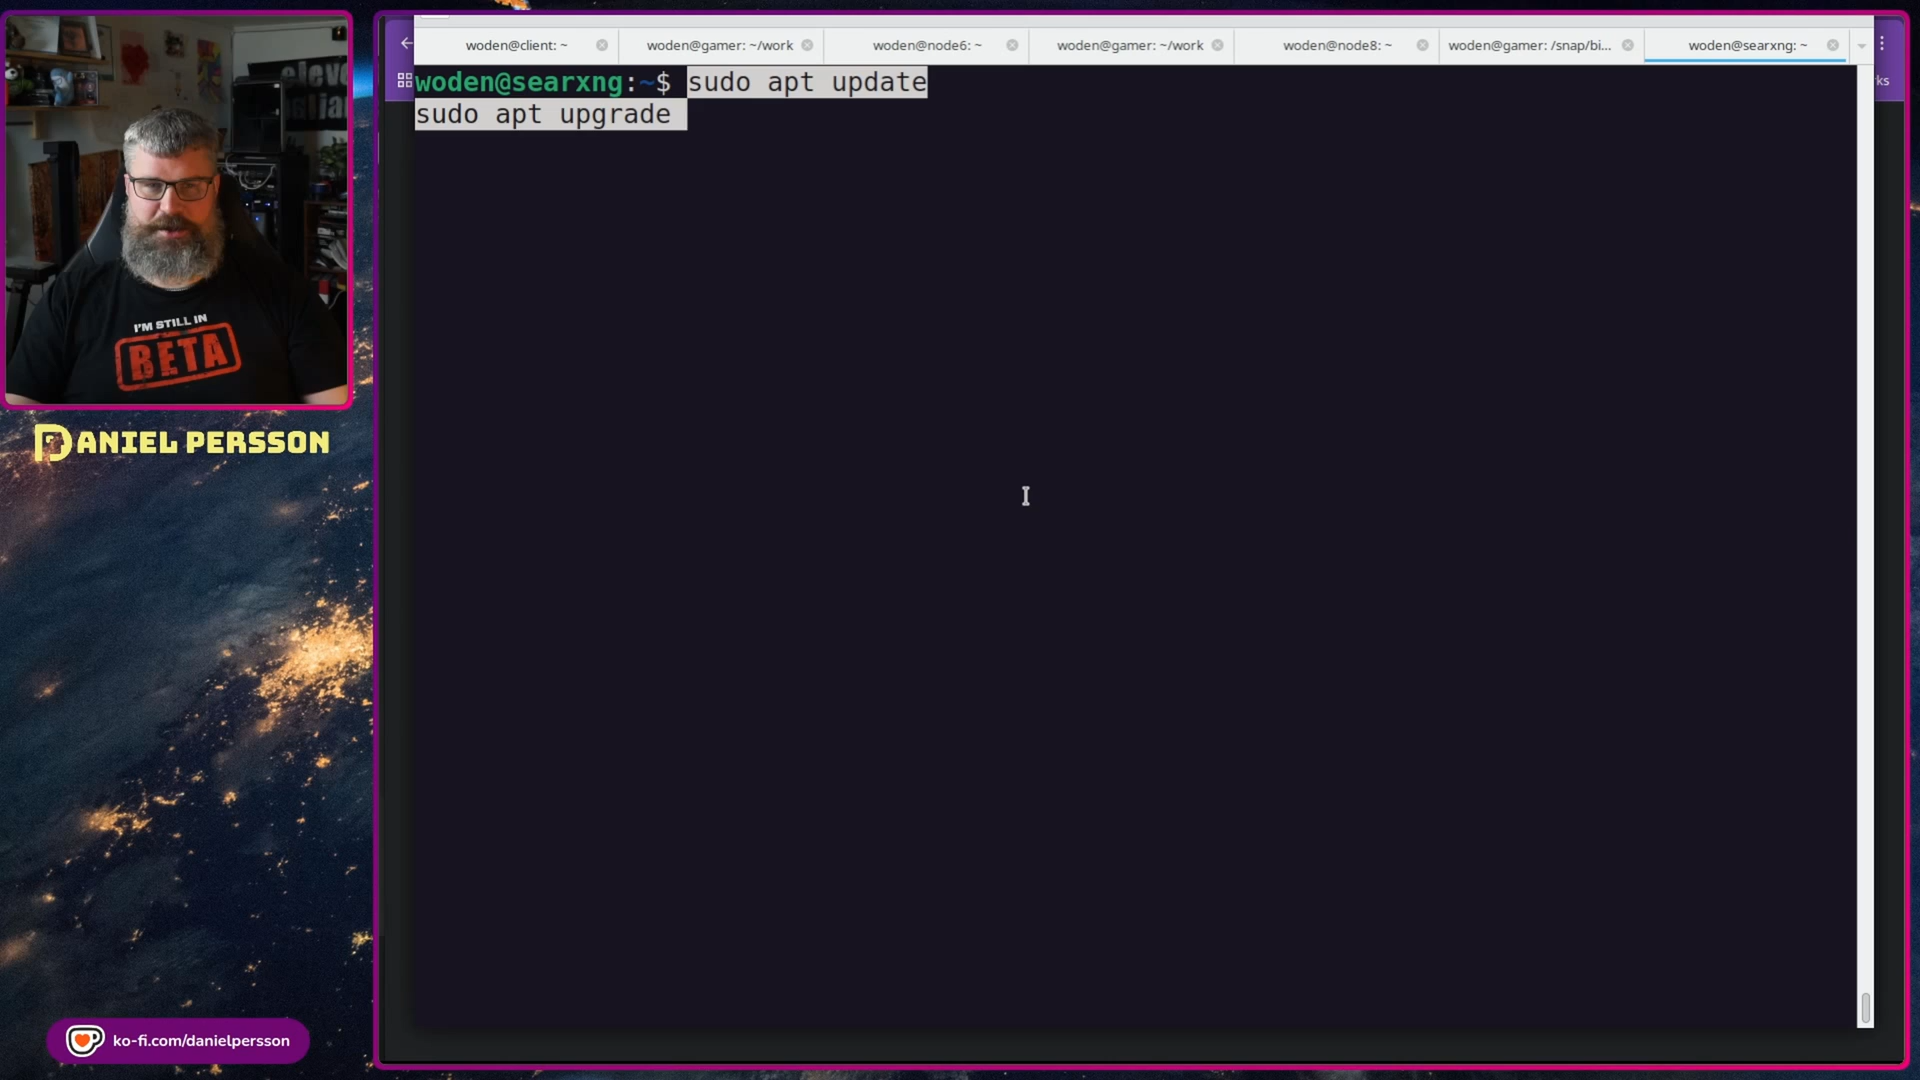 woden@client: ~
woden@gamer: ~/work
woden@node6: ~
woden@gamer: ~/work
woden@node8: ~
woden@gamer: /snap/bi...
woden@searxng: ~
ks
woden@searxng:~$ sudo apt update
sudo apt upgrade
I'M STILL IN
BETA
DANIEL PERSSON
ko-fi.com/danielpersson